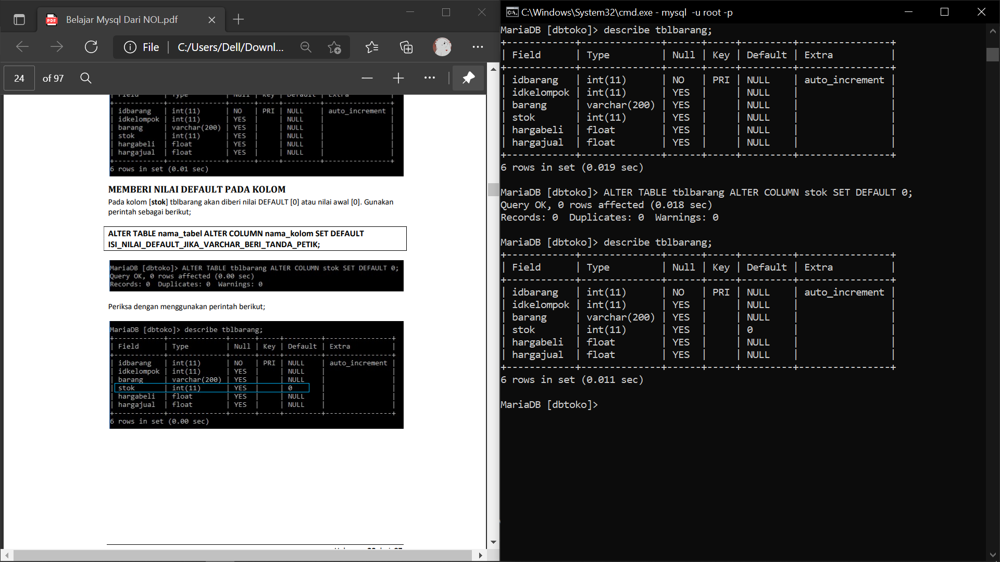 Belajar Mysql Dari NOL.pdf
File
C:/Users/Dell/Downl...
24 of 97
| Field | Type | Null | Key | Default | Extra
+------------+-------------+------+-----+---------+----------------+
| idbarang | int(11) | NO | PRI | NULL | auto_increment |
| idkelompok | int(11) | YES | | NULL | |
| barang | varchar(200) | YES | | NULL | |
| stok | int(11) | YES | | NULL | |
| hargabeli | float | YES | | NULL | |
| hargajual | float | YES | | NULL | |
+------------+-------------+------+-----+---------+----------------+
6 rows in set (0.01 sec)
MEMBERI NILAI DEFAULT PADA KOLOM
Pada kolom [stok] tblbarang akan diberi nilai DEFAULT [0] atau nilai awal [0]. Gunakan
perintah sebagai berikut;
ALTER TABLE nama_tabel ALTER COLUMN nama_kolom SET DEFAULT
ISI_NILAI_DEFAULT_JIKA_VARCHAR_BERI_TANDA_PETIK;
MariaDB [dbtoko]> ALTER TABLE tblbarang ALTER COLUMN stok SET DEFAULT 0;
Query OK, 0 rows affected (0.00 sec)
Records: 0 Duplicates: 0 Warnings: 0
Periksa dengan menggunakan perintah berikut;
MariaDB [dbtoko]> describe tblbarang;
+------------+--------------+------+-----+---------+----------------+
| Field | Type | Null | Key | Default | Extra |
+------------+--------------+------+-----+---------+----------------+
| idbarang | int(11) | NO | PRI | NULL | auto_increment |
| idkelompok | int(11) | YES | | NULL | |
| barang | varchar(200) | YES | | NULL | |
| stok | int(11) | YES | | 0 | |
| hargabeli | float | YES | | NULL | |
| hargajual | float | YES | | NULL | |
+------------+--------------+------+-----+---------+----------------+
6 rows in set (0.00 sec)
C:\Windows\System32\cmd.exe - mysql -u root -p
MariaDB [dbtoko]> describe tblbarang;
+------------+--------------+------+-----+---------+----------------+
| Field | Type | Null | Key | Default | Extra |
+------------+--------------+------+-----+---------+----------------+
| idbarang | int(11) | NO | PRI | NULL | auto_increment |
| idkelompok | int(11) | YES | | NULL | |
| barang | varchar(200) | YES | | NULL | |
| stok | int(11) | YES | | NULL | |
| hargabeli | float | YES | | NULL | |
| hargajual | float | YES | | NULL | |
+------------+--------------+------+-----+---------+----------------+
6 rows in set (0.019 sec)
MariaDB [dbtoko]> ALTER TABLE tblbarang ALTER COLUMN stok SET DEFAULT 0;
Query OK, 0 rows affected (0.018 sec)
Records: 0 Duplicates: 0 Warnings: 0
MariaDB [dbtoko]> describe tblbarang;
+------------+--------------+------+-----+---------+----------------+
| Field | Type | Null | Key | Default | Extra |
+------------+--------------+------+-----+---------+----------------+
| idbarang | int(11) | NO | PRI | NULL | auto_increment |
| idkelompok | int(11) | YES | | NULL | |
| barang | varchar(200) | YES | | NULL | |
| stok | int(11) | YES | | 0 | |
| hargabeli | float | YES | | NULL | |
| hargajual | float | YES | | NULL | |
+------------+--------------+------+-----+---------+----------------+
6 rows in set (0.011 sec)
MariaDB [dbtoko]>